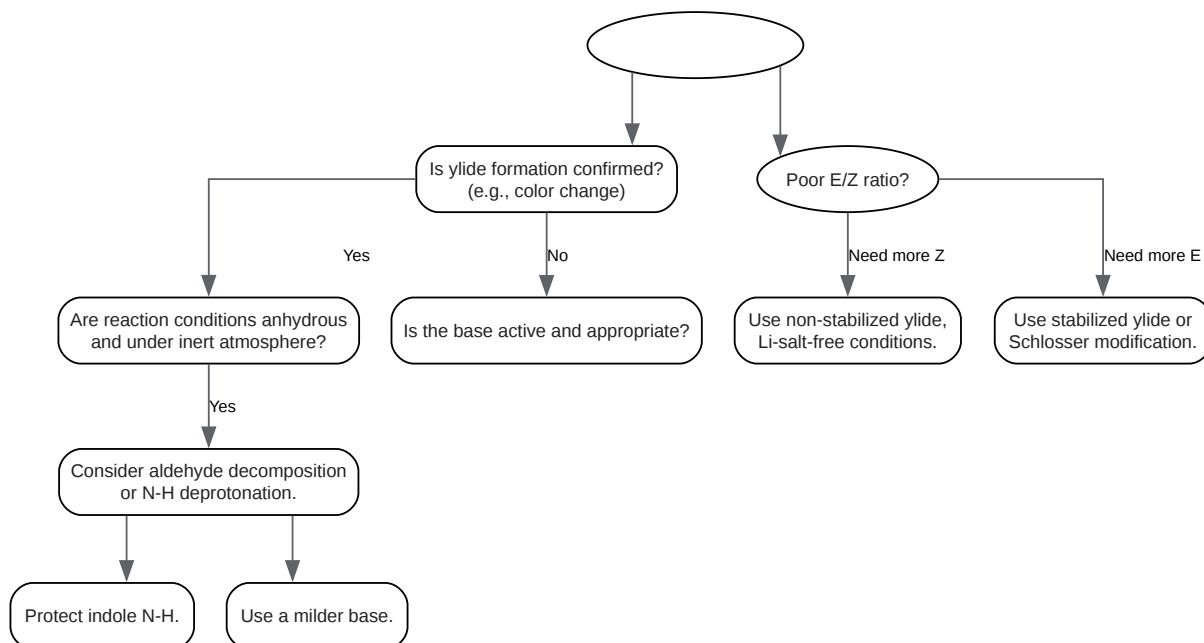 Is ylide formation confirmed?
(e.g., color change)
Poor E/Z ratio?
Yes
No
Need more Z
Need more E
Are reaction conditions anhydrous
and under inert atmosphere?
Is the base active and appropriate?
Use non-stabilized ylide,
Li-salt-free conditions.
Use stabilized ylide or
Schlosser modification.
Yes
Consider aldehyde decomposition
or N-H deprotonation.
Protect indole N-H.
Use a milder base.